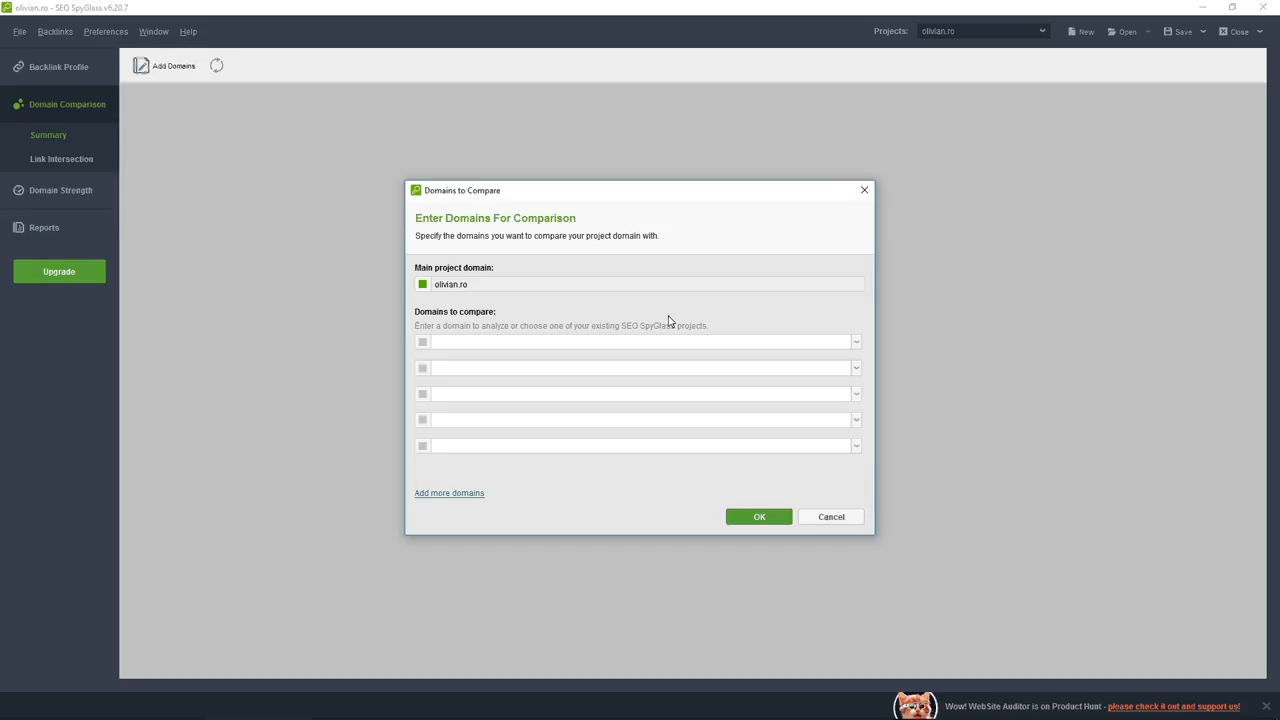 olivian.ro - SEO SpyGlass v6.20.7
File Backlinks Preferences Window Help
Projects: olivian.ro New Open Save Close
Backlink Profile
Add Domains
Domain Comparison
Summary
Link Intersection
Domain Strength
Reports
Upgrade
Domains to Compare
Enter Domains For Comparison
Specify the domains you want to compare your project domain with.
Main project domain:
olivian.ro
Domains to compare:
Enter a domain to analyze or choose one of your existing SEO SpyGlass projects.
Add more domains
OK Cancel
Wow! WebSite Auditor is on Product Hunt - please check it out and support us!